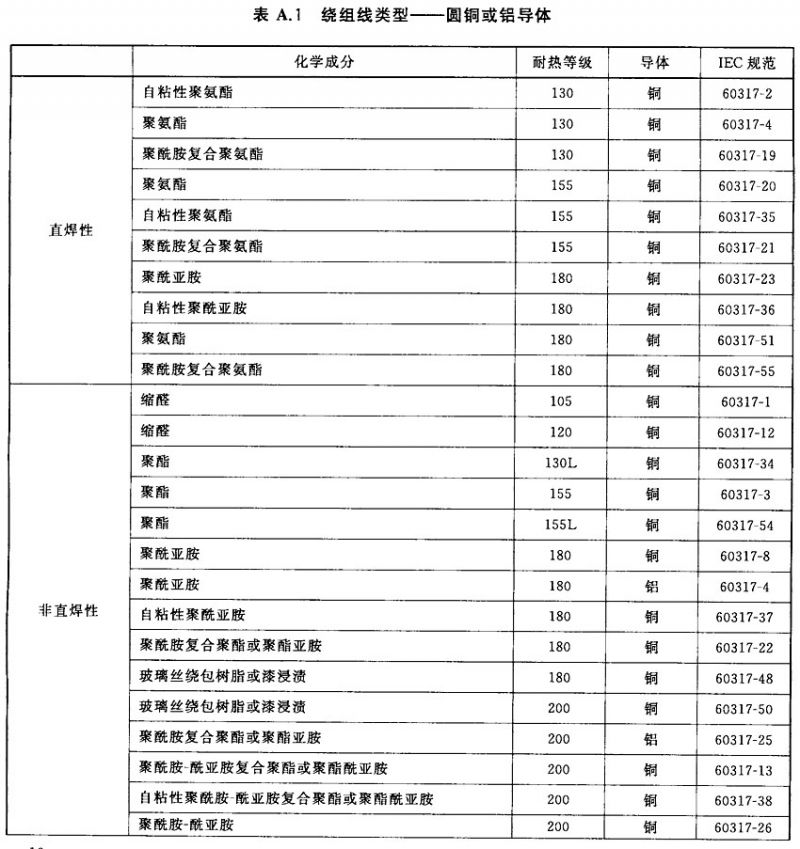 表 A.1 绕组线类型——圆铜或铝导体
化学成分 耐热等级 导体 IEC 规范
直焊性
自粘性聚氨酯 130 铜 60317-2
聚氨酯 130 铜 60317-4
聚酰胺复合聚氨酯 130 铜 60317-19
聚氨酯 155 铜 60317-20
自粘性聚氨酯 155 铜 60317-35
聚酰胺复合聚氨酯 155 铜 60317-21
聚酰亚胺 180 铜 60317-23
自粘性聚酰亚胺 180 铜 60317-36
聚氨酯 180 铜 60317-51
聚酰胺复合聚氨酯 180 铜 60317-55
非直焊性
缩醛 105 铜 60317-1
缩醛 120 铜 60317-12
聚酯 130L 铜 60317-34
聚酯 155 铜 60317-3
聚酯 155L 铜 60317-54
聚酰亚胺 180 铜 60317-8
聚酰亚胺 180 铝 60317-4
自粘性聚酰亚胺 180 铜 60317-37
聚酰胺复合聚酯或聚酯亚胺 180 铜 60317-22
玻璃丝绕包树脂或漆浸渍 180 铜 60317-48
玻璃丝绕包树脂或漆浸渍 200 铜 60317-50
聚酰胺复合聚酯或聚酯亚胺 200 铝 60317-25
聚酰胺-酰亚胺复合聚酯或聚酯酰亚胺 200 铜 60317-13
自粘性聚酰胺-酰亚胺复合聚酯或聚酯酰亚胺 200 铜 60317-38
聚酰胺-酰亚胺 200 铜 60317-26